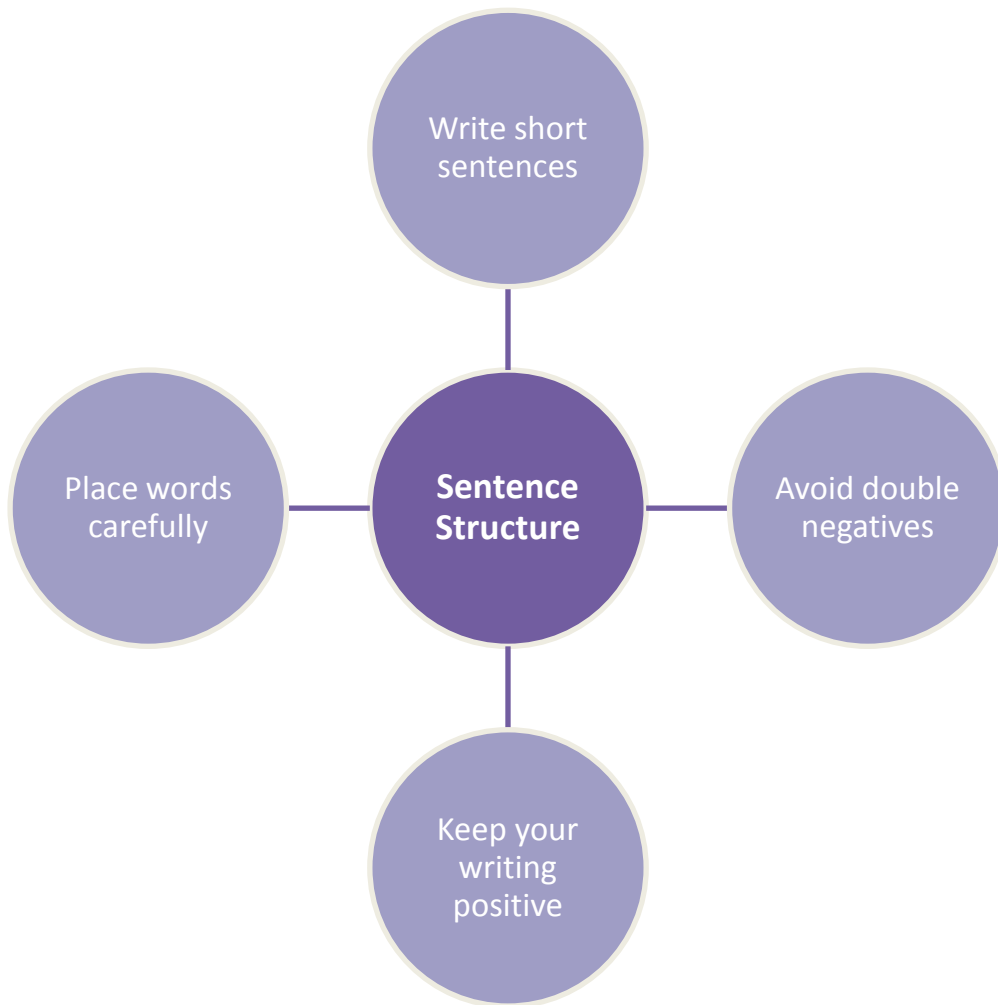 Write short
sentences
Place words
carefully
Sentence
Structure
Avoid double
negatives
Keep your
writing
positive